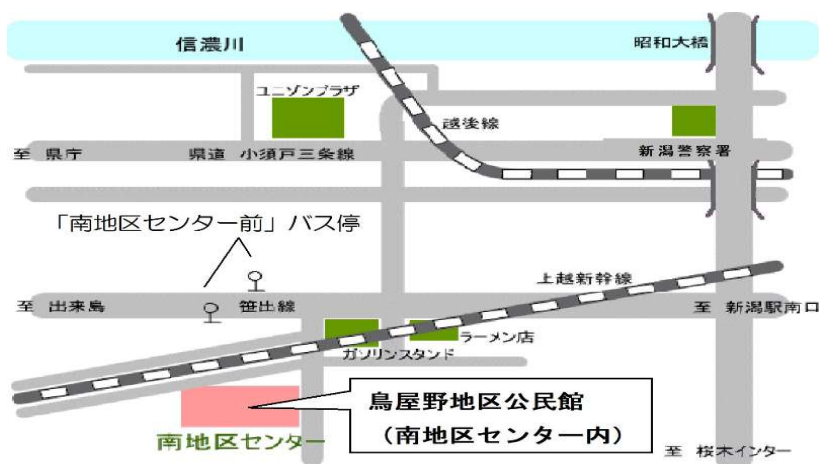 信濃川
昭和大橋
ユニゾンプラザ
越後線
至 県庁
県道 小須戸三条線
新潟警察署
「南地区センター前」バス停
上越新幹線
至 出来島
笹出線
至 新潟駅南口
ラーメン店
ガソリンスタンド
鳥屋野地区公民館
（南地区センター内）
南地区センター
至 桜木インター